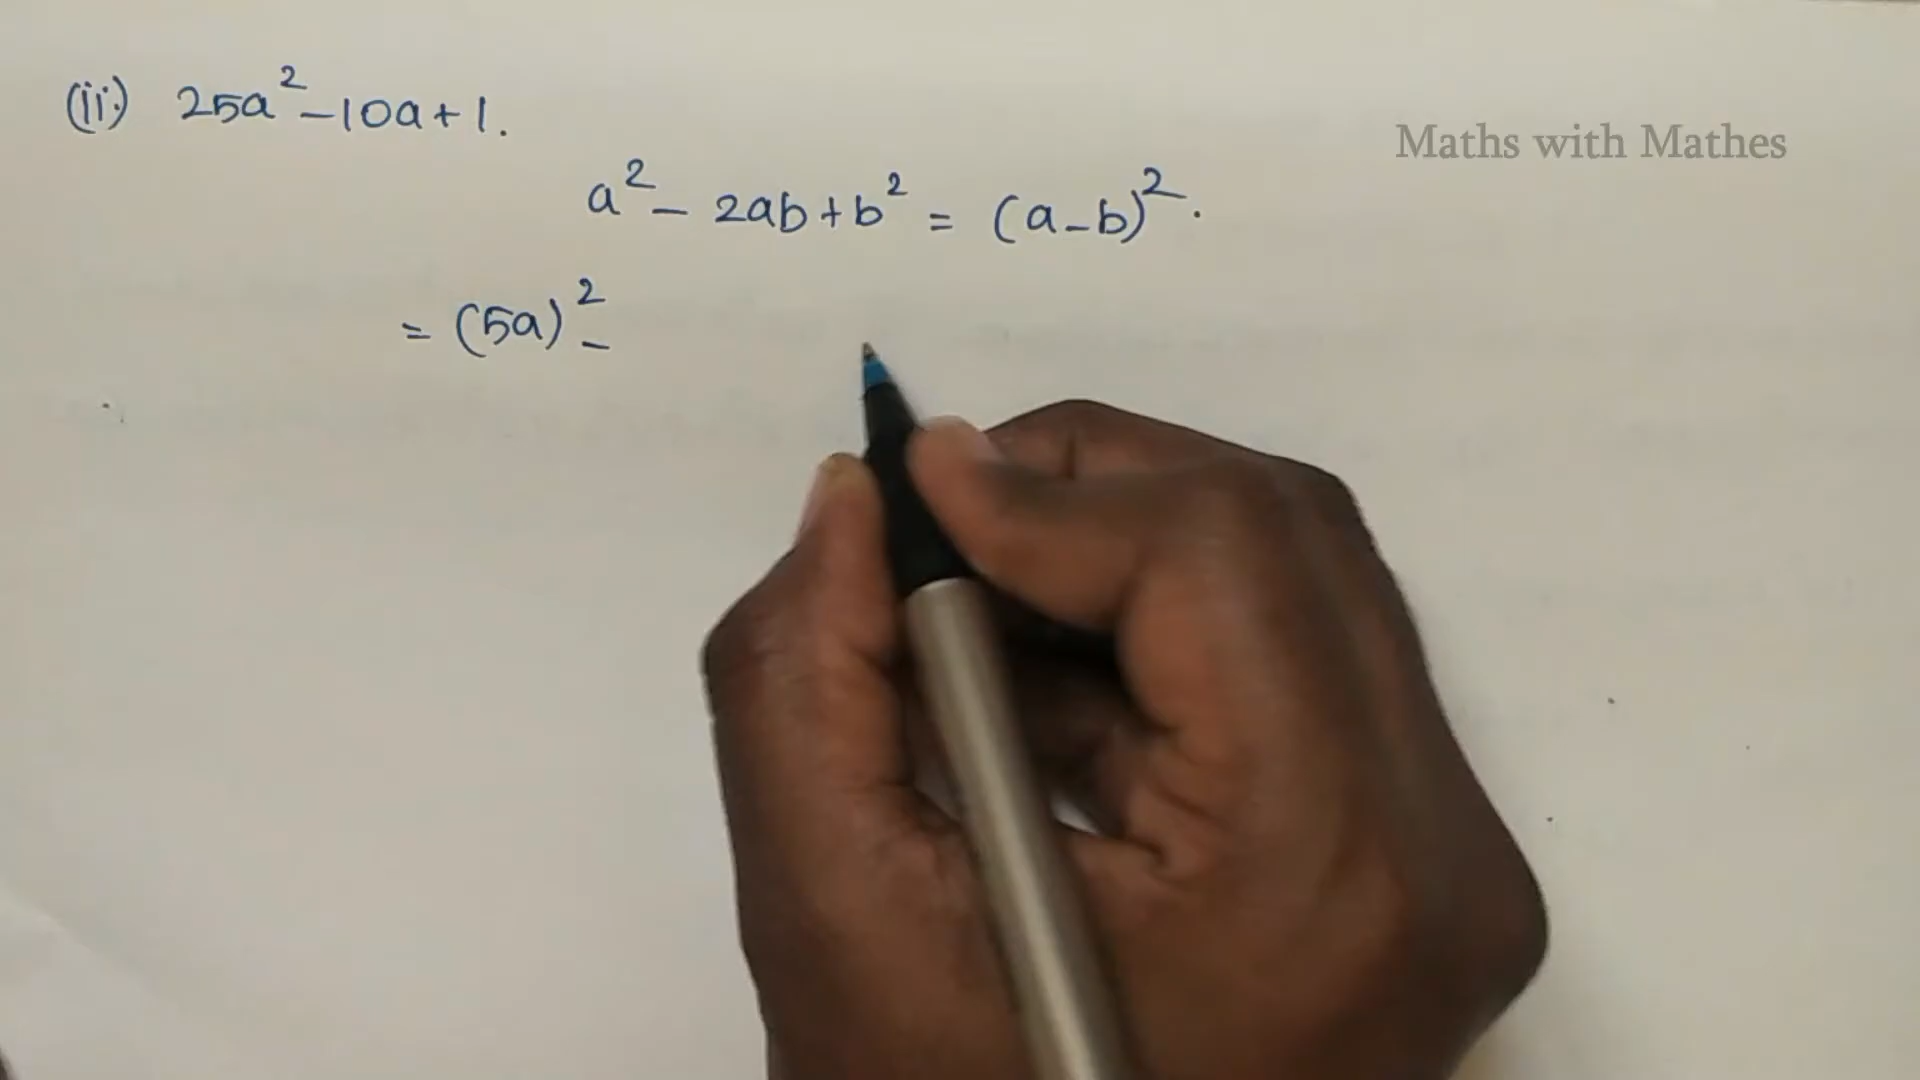 (ii) 25a² - 10a + 1.
Maths with Mathes
a² - 2ab + b² = (a - b)².
= (5a)² -